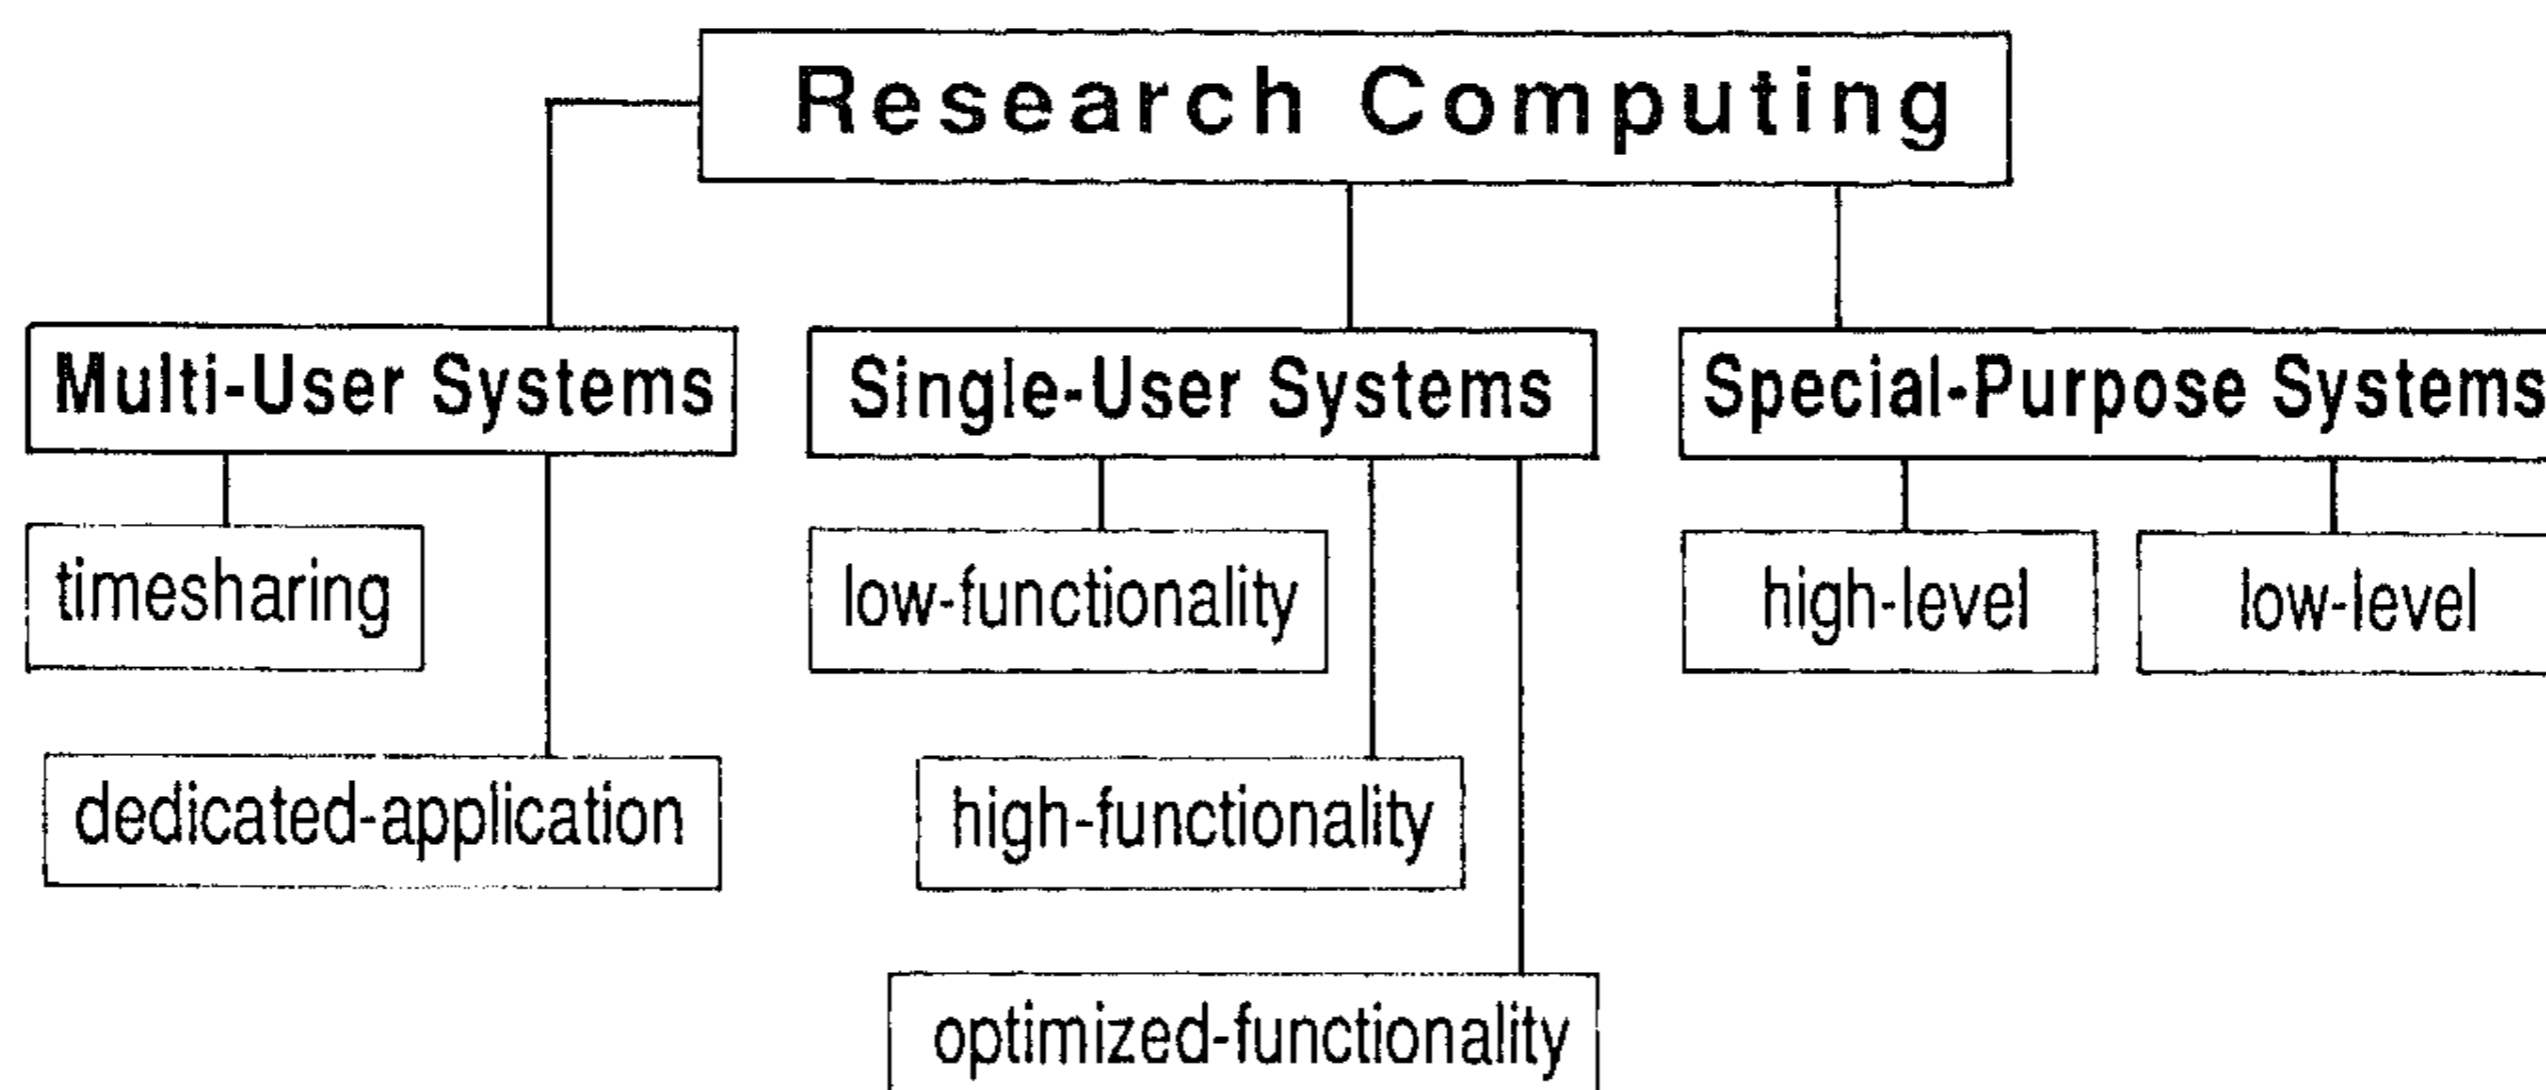 Research Computing
Multi-User Systems
Single-User Systems
Special-Purpose Systems
timesharing
low-functionality
high-level
low-level
dedicated-application
high-functionality
optimized-functionality